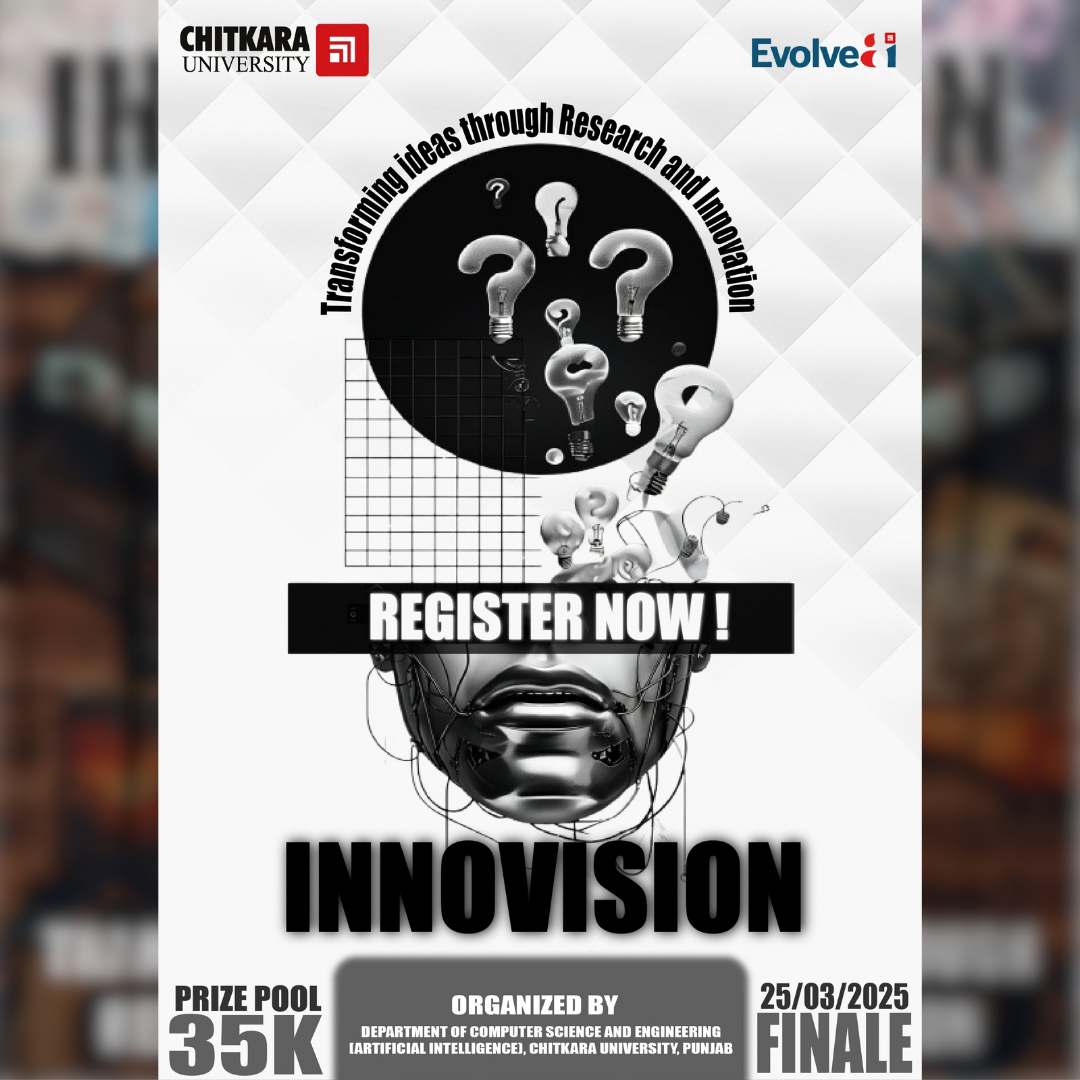 CHITKARA
UNIVERSITY
Evolve
Transforming ideas through Research and Innovation
REGISTER NOW !
INNOVISION
PRIZE POOL
35K
ORGANIZED BY
DEPARTMENT OF COMPUTER SCIENCE AND ENGINEERING
(ARTIFICIAL INTELLIGENCE), CHITKARA UNIVERSITY, PUNJAB
25/03/2025
FINALE